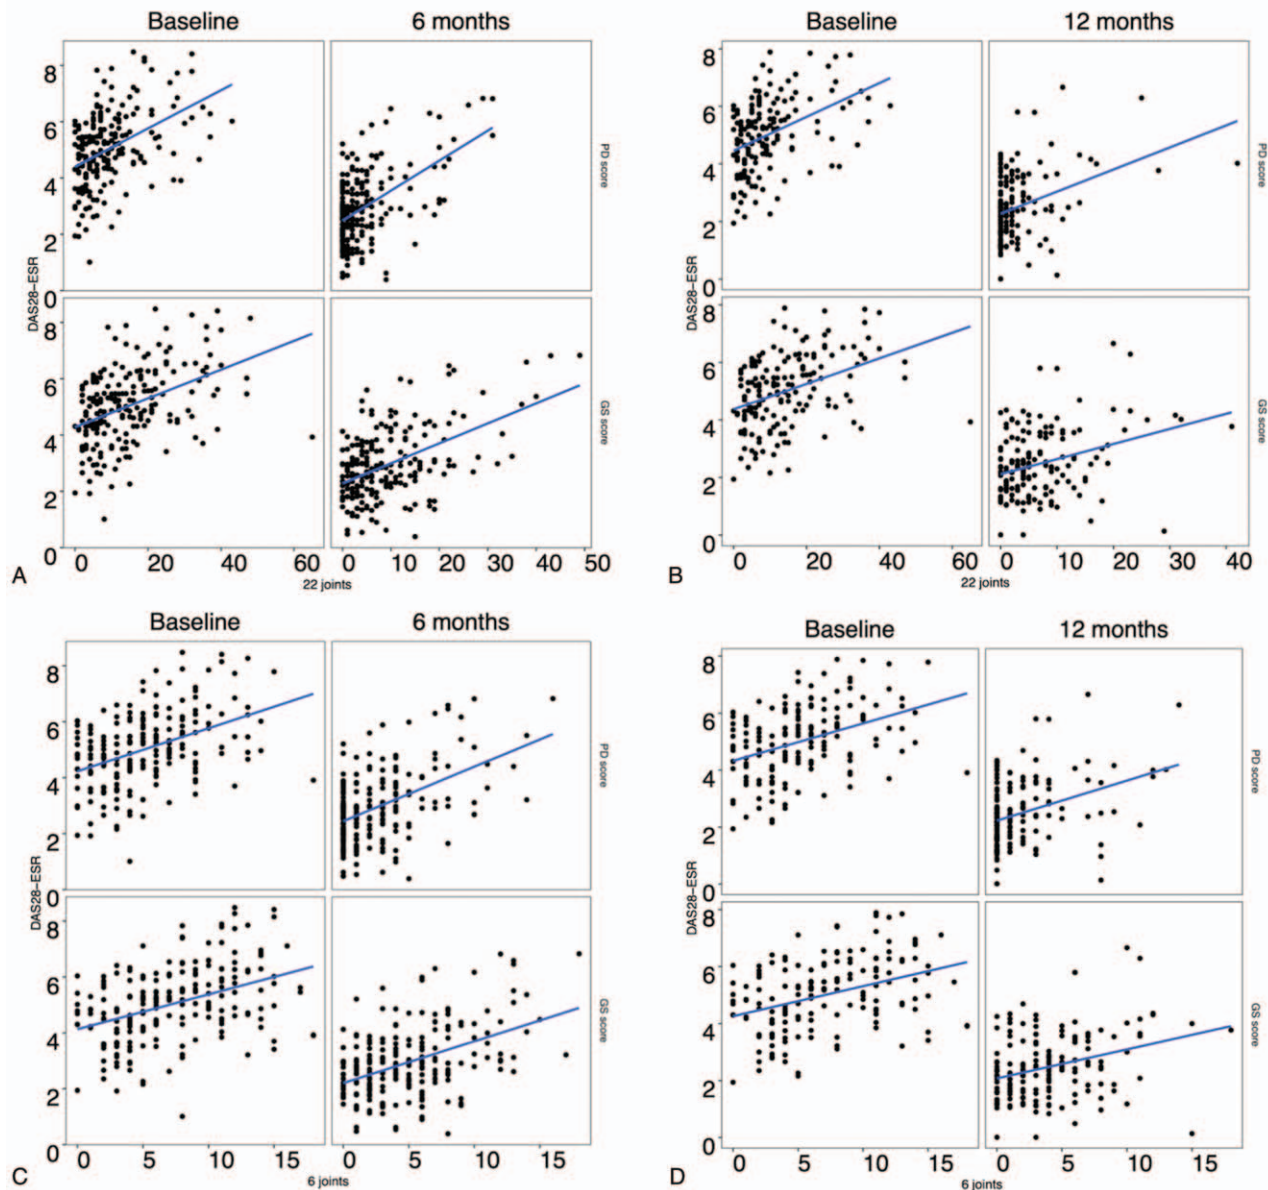 Baseline 6 months
8
6
4
2
0
PD score
DAS28-ESR
8
6
4
2
0
GS score
0 20 40 60 0 10 20 30 40 50
22 joints
A
Baseline 12 months
8
6
4
2
0
PD score
DAS28-ESR
8
6
4
2
0
GS score
0 20 40 60 0 10 20 30 40
22 joints
B
Baseline 6 months
8
6
4
2
0
PD score
DAS28-ESR
8
6
4
2
0
GS score
0 5 10 15 0 5 10 15
6 joints
C
Baseline 12 months
8
6
4
2
0
PD score
DAS28-ESR
8
6
4
2
0
GS score
0 5 10 15 0 5 10 15
6 joints
D